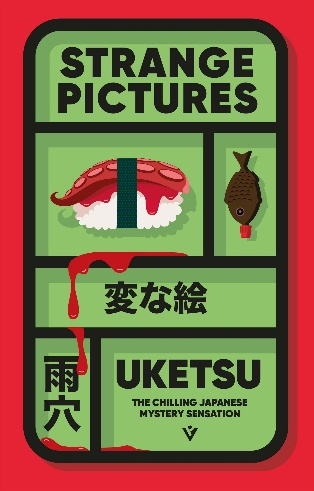 STRANGE
PICTURES
変な絵
雨穴
UKETSU
THE CHILLING JAPANESE
MYSTERY SENSATION